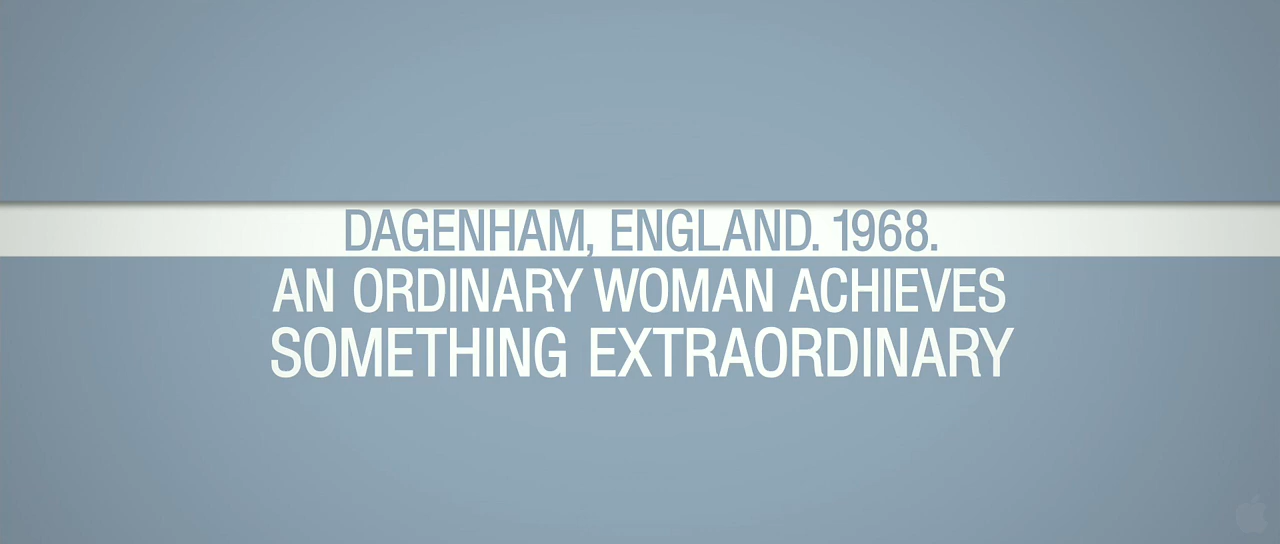 DAGENHAM, ENGLAND. 1968.
AN ORDINARY WOMAN ACHIEVES
SOMETHING EXTRAORDINARY